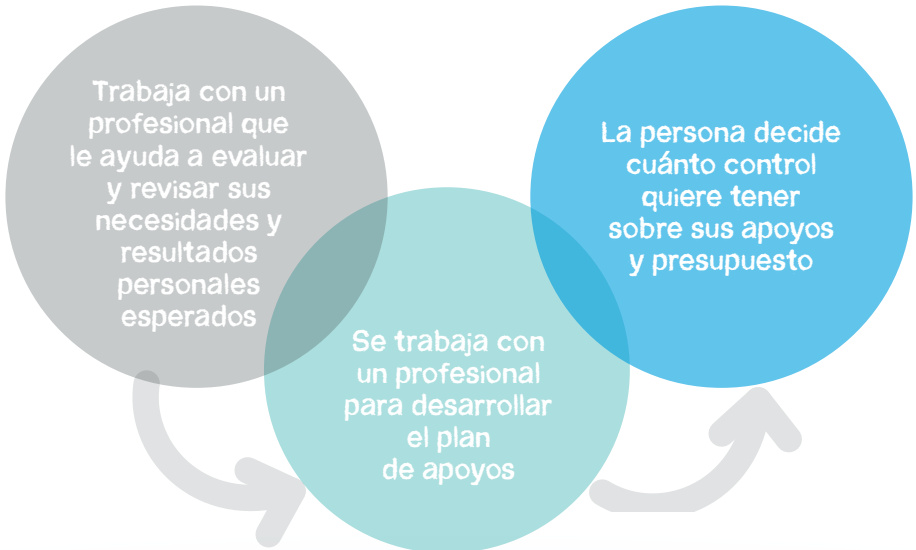 Trabaja con un
profesional que
le ayuda a evaluar
y revisar sus
necesidades y
resultados
personales
esperados
Se trabaja con
un profesional
para desarrollar
el plan
de apoyos
La persona decide
cuánto control
quiere tener
sobre sus apoyos
y presupuesto